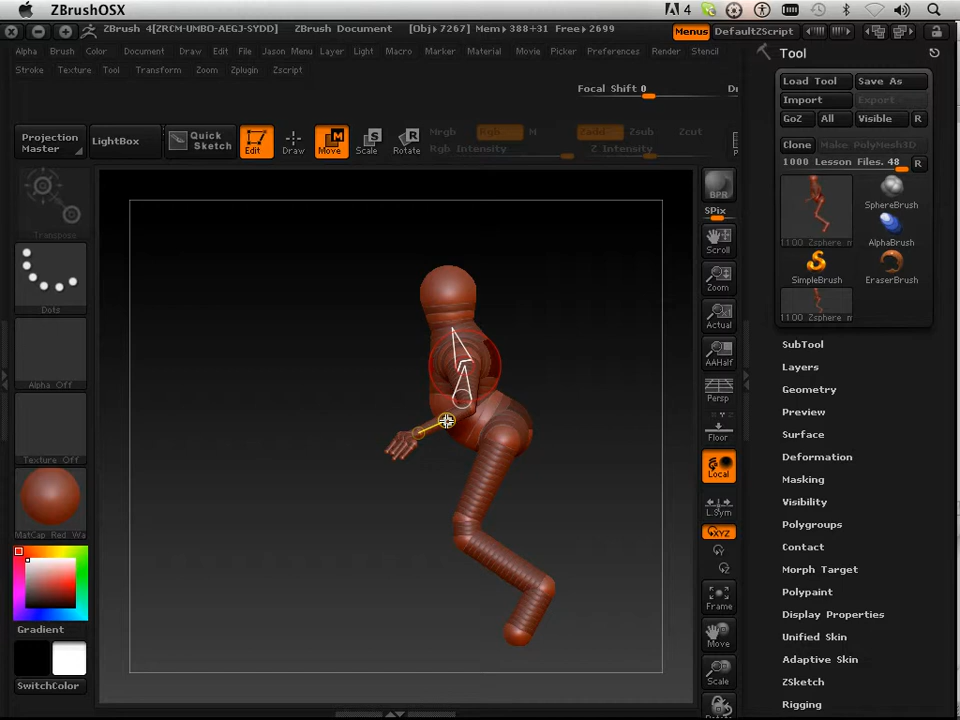 ZBrushOSX
4
ZBrush 4[ZRCM-UMBO-AEGJ-SYDD]
ZBrush Document
[Obj> 7267] Mem> 388+31 Free> 2699
Menus
DefaultZScript
Alpha Brush Color Document Draw Edit File Jason Menu Layer Light Macro Marker Material Movie Picker Preferences Render Stencil
Stroke Texture Tool Transform Zoom Zplugin Zscript
Focal Shift 0
Projection Master
LightBox
Quick Sketch
Edit
Draw
Move
Scale
Rotate
Mrgb Rgb M
Rgb Intensity
Zadd Zsub Zcut
Z Intensity
Transpose
Dots
Alpha Off
Texture Off
MatCap Red Wa
Gradient
SwitchColor
BPR
SPix
Scroll
Zoom
Actual
AAHalf
Persp
Floor
Local
L.Sym
XYZ
Frame
Move
Scale
Tool
Load Tool Save As
Import Export
GoZ All Visible R
Clone Make PolyMesh3D
1000 Lesson Files. 48 R
SphereBrush
AlphaBrush
1100 Zsphere m
SimpleBrush
EraserBrush
1100 Zsphere m
SubTool
Layers
Geometry
Preview
Surface
Deformation
Masking
Visibility
Polygroups
Contact
Morph Target
Polypaint
Display Properties
Unified Skin
Adaptive Skin
ZSketch
Rigging